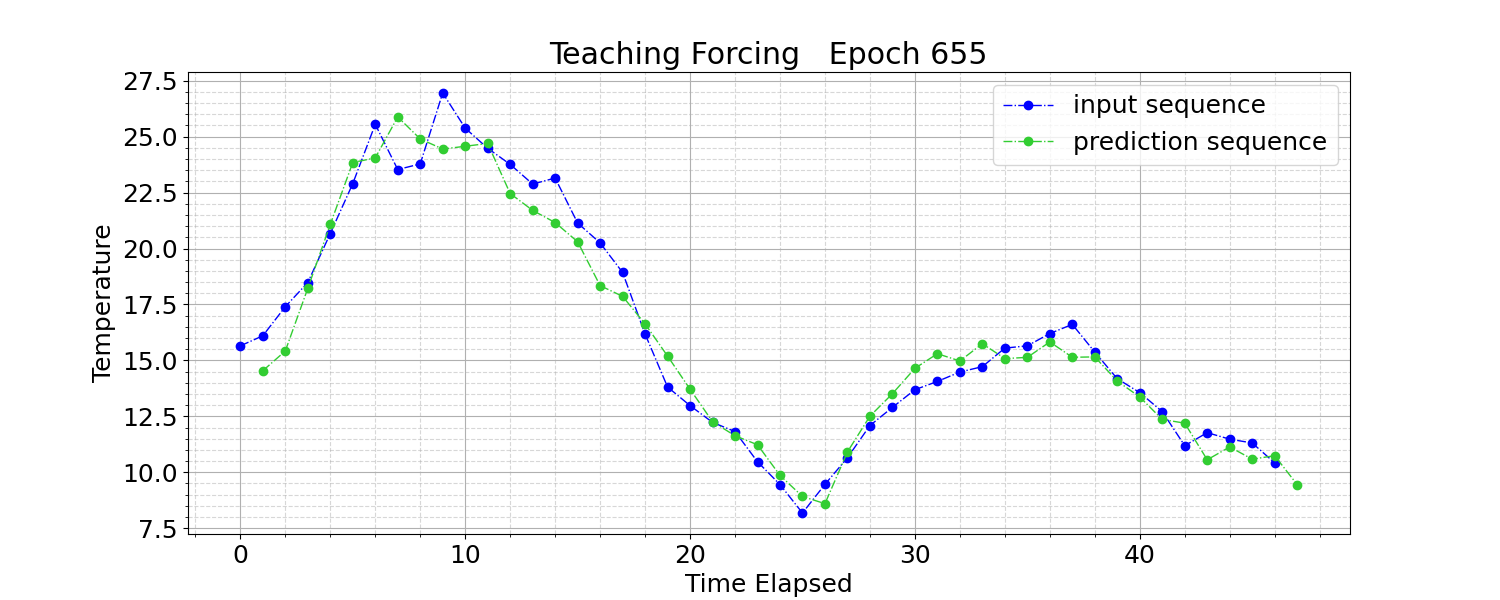 Teaching Forcing   Epoch 655
27.5
25.0
22.5
20.0
17.5
15.0
12.5
10.0
7.5
Temperature
input sequence
prediction sequence
0 10 20 30 40
Time Elapsed